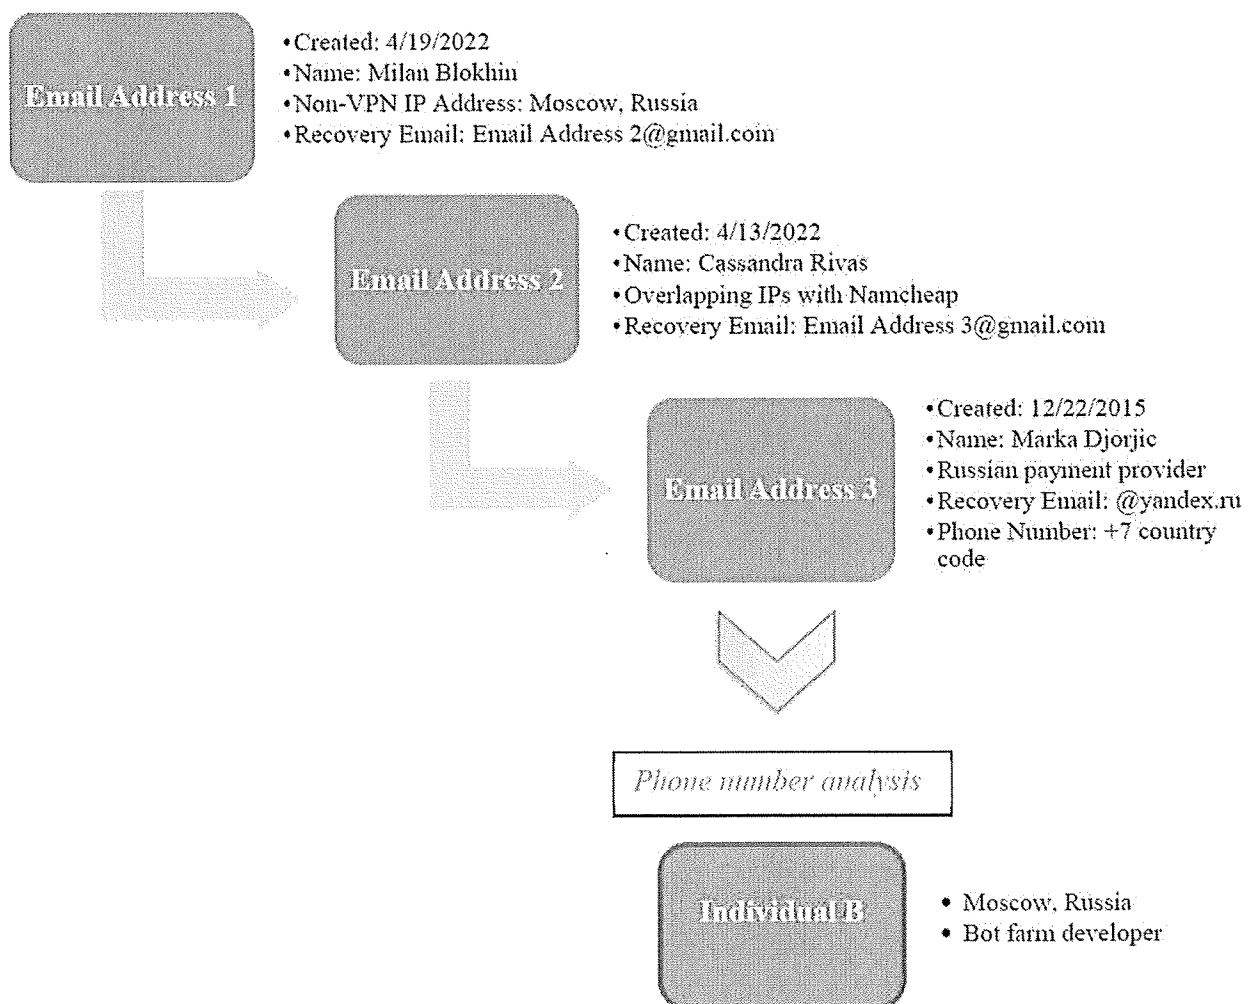 Email Address 1
•Created: 4/19/2022
•Name: Milan Blokhin
•Non-VPN IP Address: Moscow, Russia
•Recovery Email: Email Address 2@gmail.com
Email Address 2
•Created: 4/13/2022
•Name: Cassandra Rivas
•Overlapping IPs with Namcheap
•Recovery Email: Email Address 3@gmail.com
Email Address 3
•Created: 12/22/2015
•Name: Marka Djorjic
•Russian payment provider
•Recovery Email: @yandex.ru
•Phone Number: +7 country
code
Phone number analysis
Individual B
• Moscow, Russia
• Bot farm developer